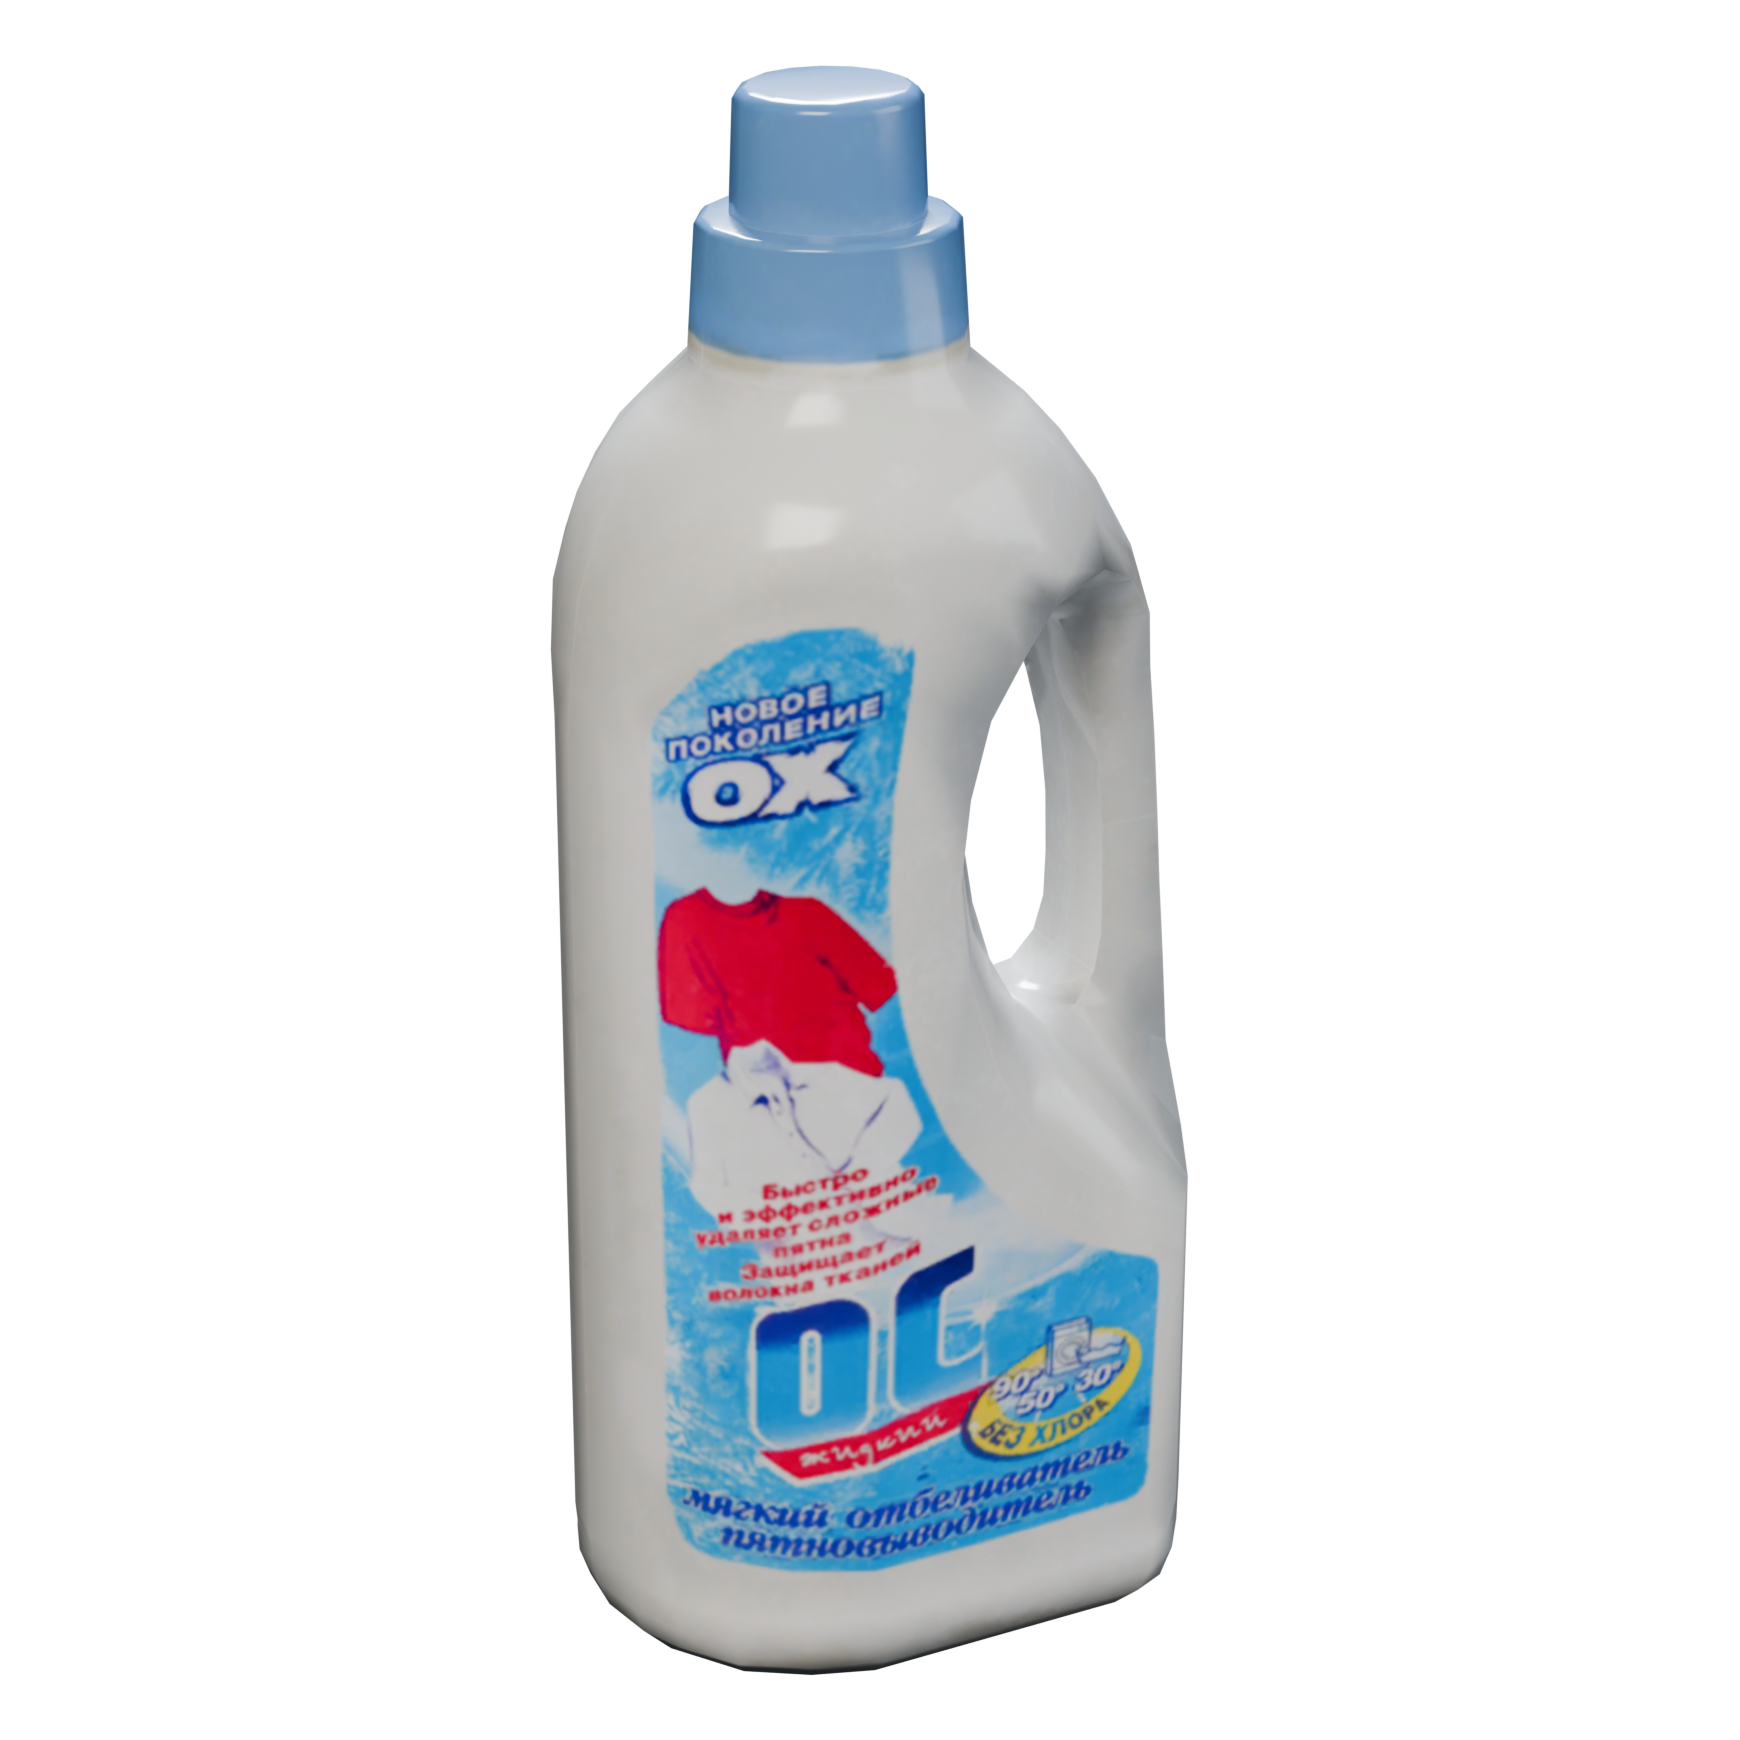 НОВОЕ
ПОКОЛЕНИЕ
ОХ
Быстро
и эффективно
удаляет сложные
пятна
Защищает
волокна тканей
ОС
жидкий
90° 50° 30°
БЕЗ ХЛОРА
мягкий отбеливатель
пятновыводитель